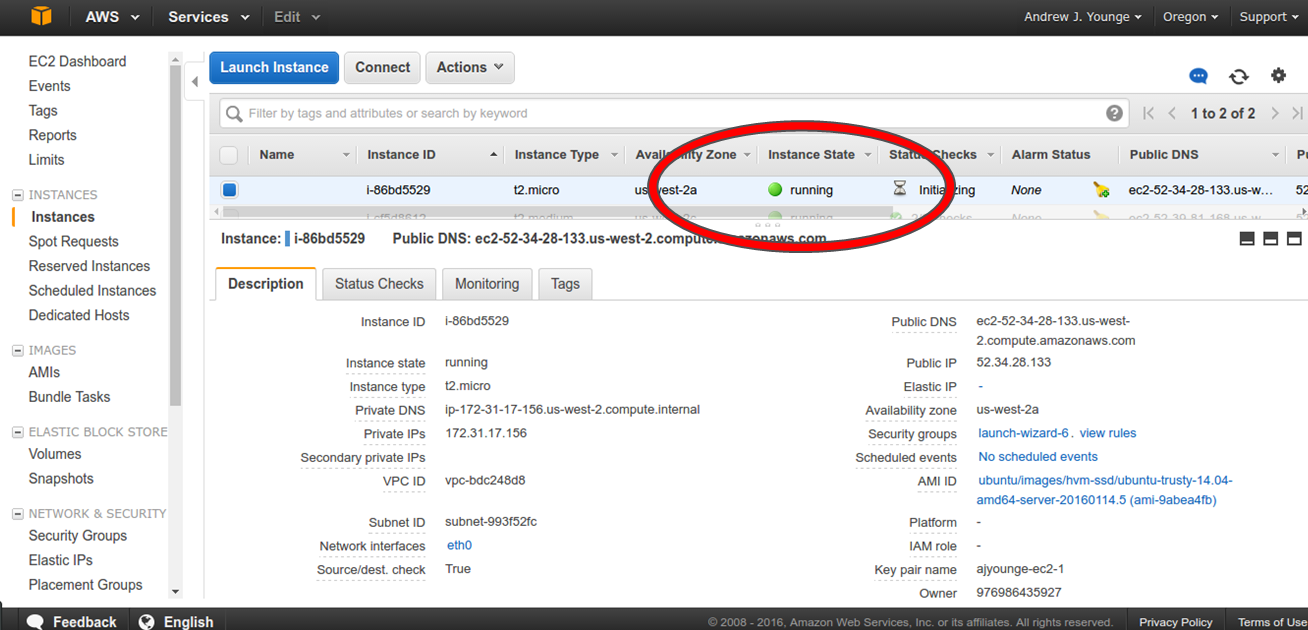 AWS Services Edit Andrew J. Younge Oregon Support
EC2 Dashboard
Events
Tags
Reports
Limits
INSTANCES
Instances
Spot Requests
Reserved Instances
Scheduled Instances
Dedicated Hosts
IMAGES
AMIs
Bundle Tasks
ELASTIC BLOCK STORE
Volumes
Snapshots
NETWORK & SECURITY
Security Groups
Elastic IPs
Placement Groups
Launch Instance Connect Actions
Filter by tags and attributes or search by keyword 1 to 2 of 2
Name Instance ID Instance Type Availability Zone Instance State Status Checks Alarm Status Public DNS
i-86bd5529 t2.micro us-west-2a running Initializing None ec2-52-34-28-133.us-w...
t2.medium us-west-2c running None
Instance: i-86bd5529 Public DNS: ec2-52-34-28-133.us-west-2.compute.amazonaws.com
Description Status Checks Monitoring Tags
Instance ID i-86bd5529 Public DNS ec2-52-34-28-133.us-west-
2.compute.amazonaws.com
Instance state running Public IP 52.34.28.133
Instance type t2.micro Elastic IP -
Private DNS ip-172-31-17-156.us-west-2.compute.internal Availability zone us-west-2a
Private IPs 172.31.17.156 Security groups launch-wizard-6. view rules
Secondary private IPs Scheduled events No scheduled events
VPC ID vpc-bdc248d8 AMI ID ubuntu/images/hvm-ssd/ubuntu-trusty-14.04-
amd64-server-20160114.5 (ami-9abea4fb)
Subnet ID subnet-993f52fc Platform -
Network interfaces eth0 IAM role -
Source/dest. check True Key pair name ajyounge-ec2-1
Owner 976986435927
Feedback English © 2008 - 2016, Amazon Web Services, Inc. or its affiliates. All rights reserved. Privacy Policy Terms of Use